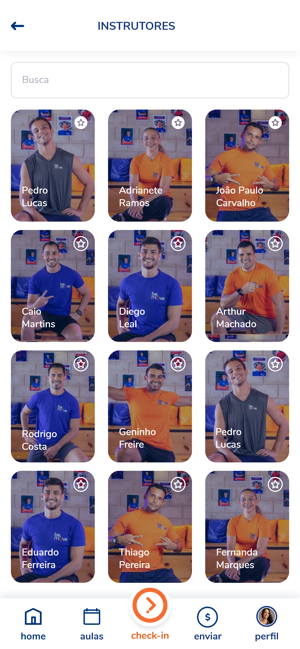 INSTRUTORES
Busca
Pedro
Lucas
Adrianete
Ramos
João Paulo
Carvalho
Caio
Martins
Diego
Leal
Arthur
Machado
Rodrigo
Costa
Geninho
Freire
Pedro
Lucas
Eduardo
Ferreira
Thiago
Pereira
Fernanda
Marques
$
home
aulas
check-in
enviar
perfil